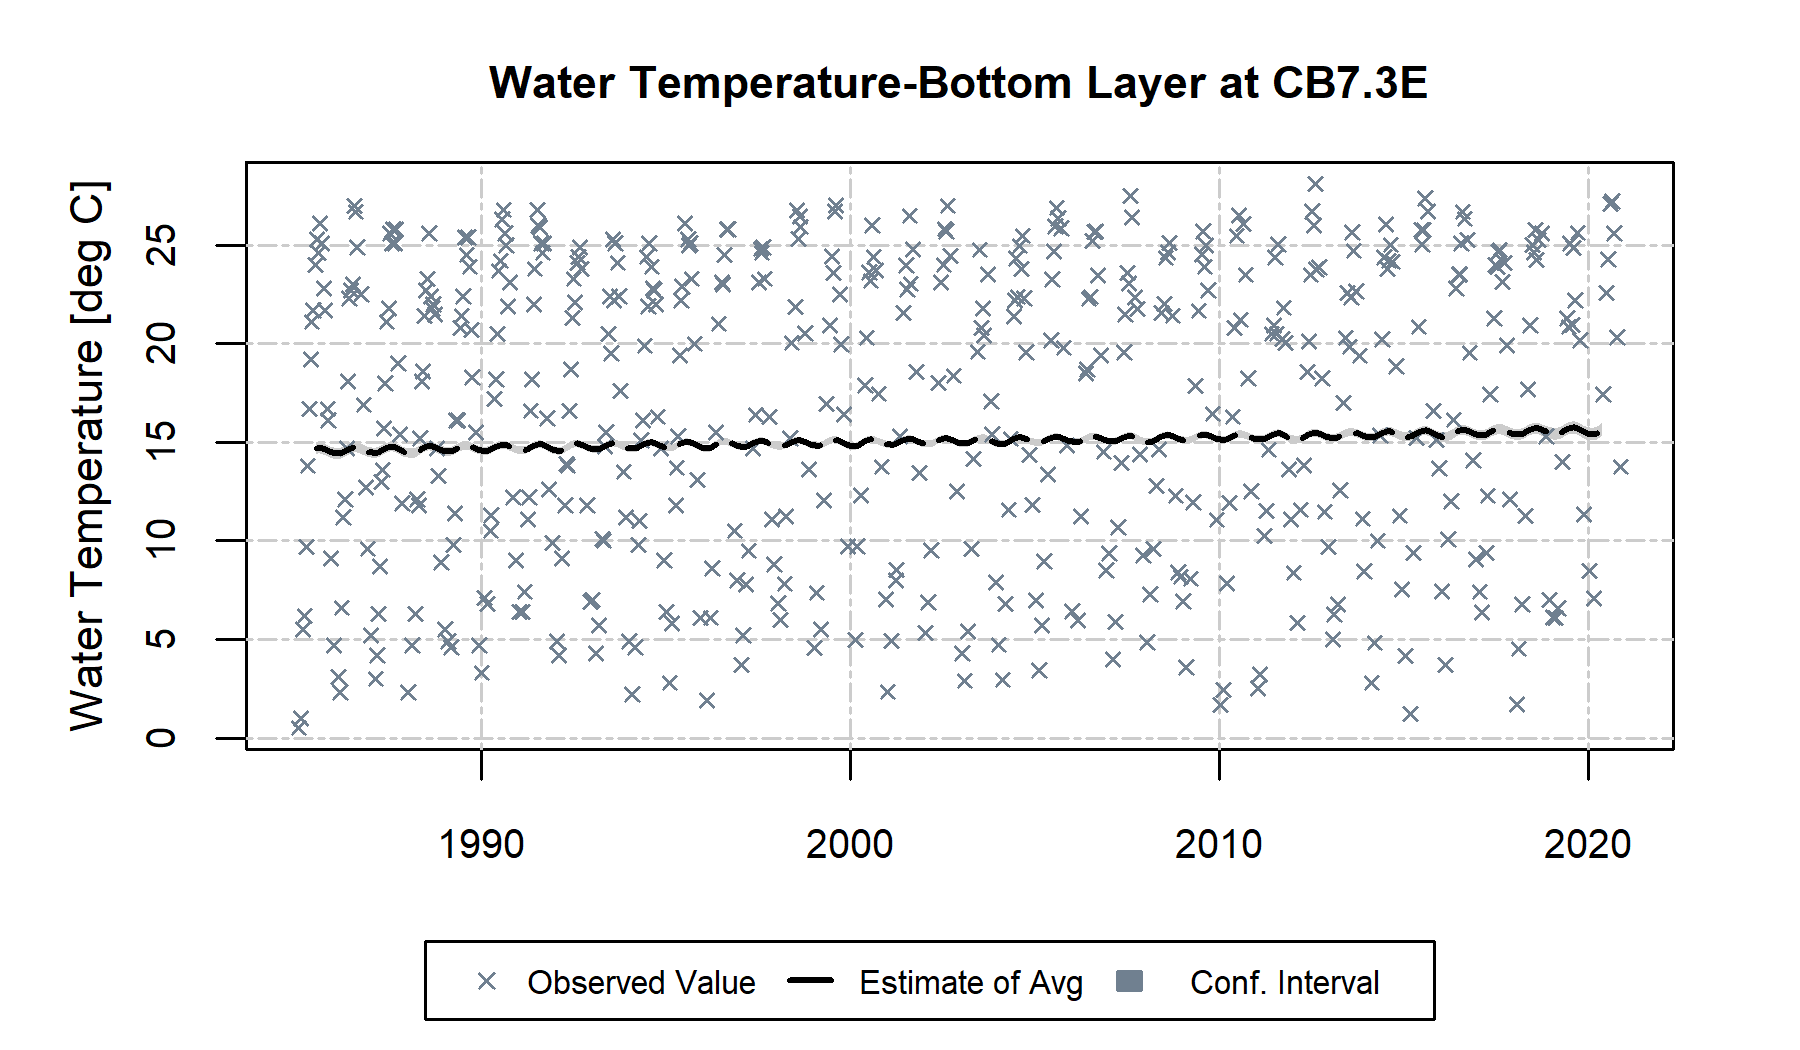 Water Temperature-Bottom Layer at CB7.3E
Water Temperature [deg C]
25
20
15
10
5
0
1990 2000 2010 2020
Observed Value Estimate of Avg Conf. Interval